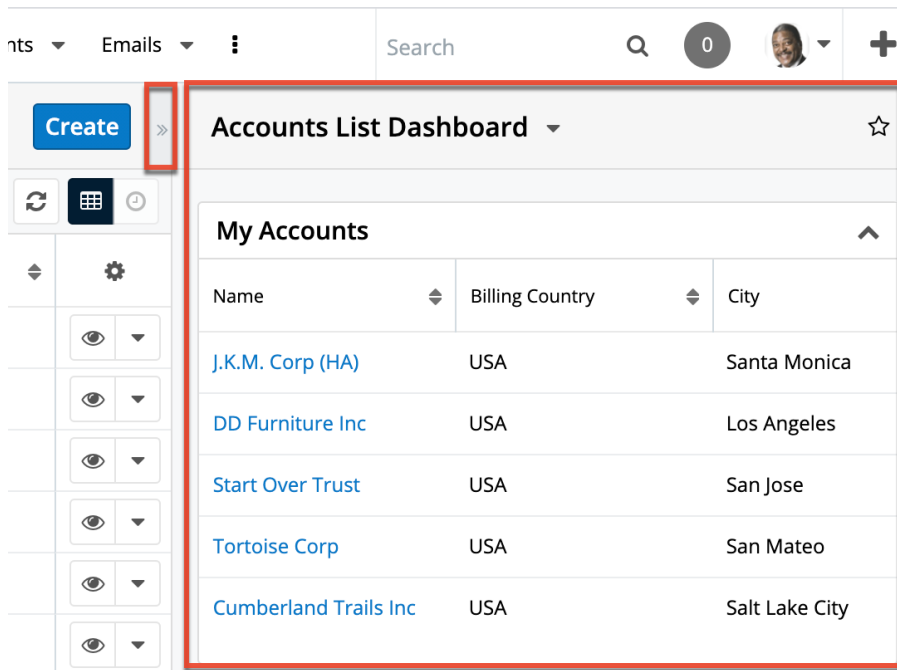 nts Emails Search 0
Create » Accounts List Dashboard
My Accounts
Name Billing Country City
J.K.M. Corp (HA) USA Santa Monica
DD Furniture Inc USA Los Angeles
Start Over Trust USA San Jose
Tortoise Corp USA San Mateo
Cumberland Trails Inc USA Salt Lake City